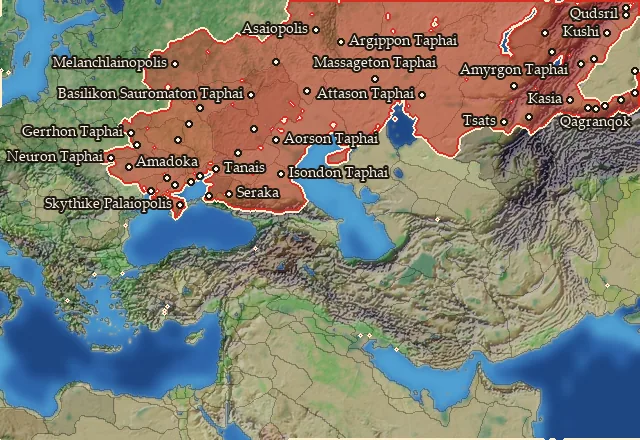 Qudsril
Asaiopolis
Kushi
Argippon Taphai
Melanchlainopolis
Massageton Taphai
Amyrgon Taphai
Basilikon Sauromaton Taphai
Attason Taphai
Kasia
Tsats
Qagranqök
Gerrhon Taphai
Aorson Taphai
Neuron Taphai
Amadoka
Tanais
Isondon Taphai
Seraka
Skythike Palaiopolis